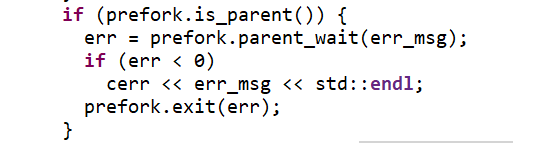 if (prefork.is_parent()) {
err = prefork.parent_wait(err_msg);
if (err < 0)
cerr << err_msg << std::endl;
prefork.exit(err);
}